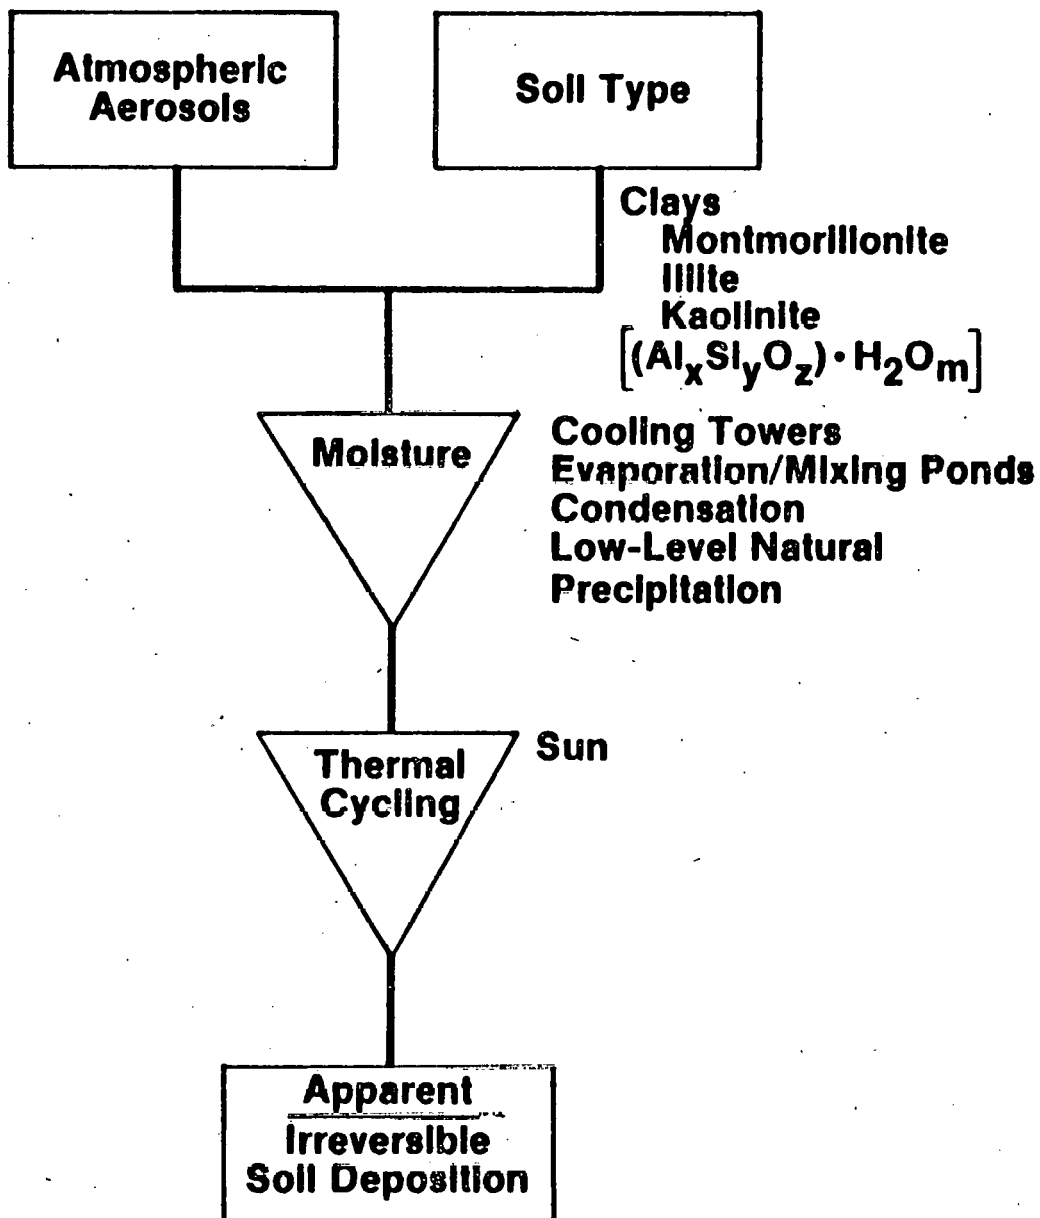 Atmospheric
Aerosols
Soil Type
Clays
Montmorillonite
Illite
Kaolinite
[(AlₓSiyOz)•H₂Om]
Moisture
Cooling Towers
Evaporation/Mixing Ponds
Condensation
Low-Level Natural
Precipitation
Thermal
Cycling
Sun
Apparent
Irreversible
Soil Deposition